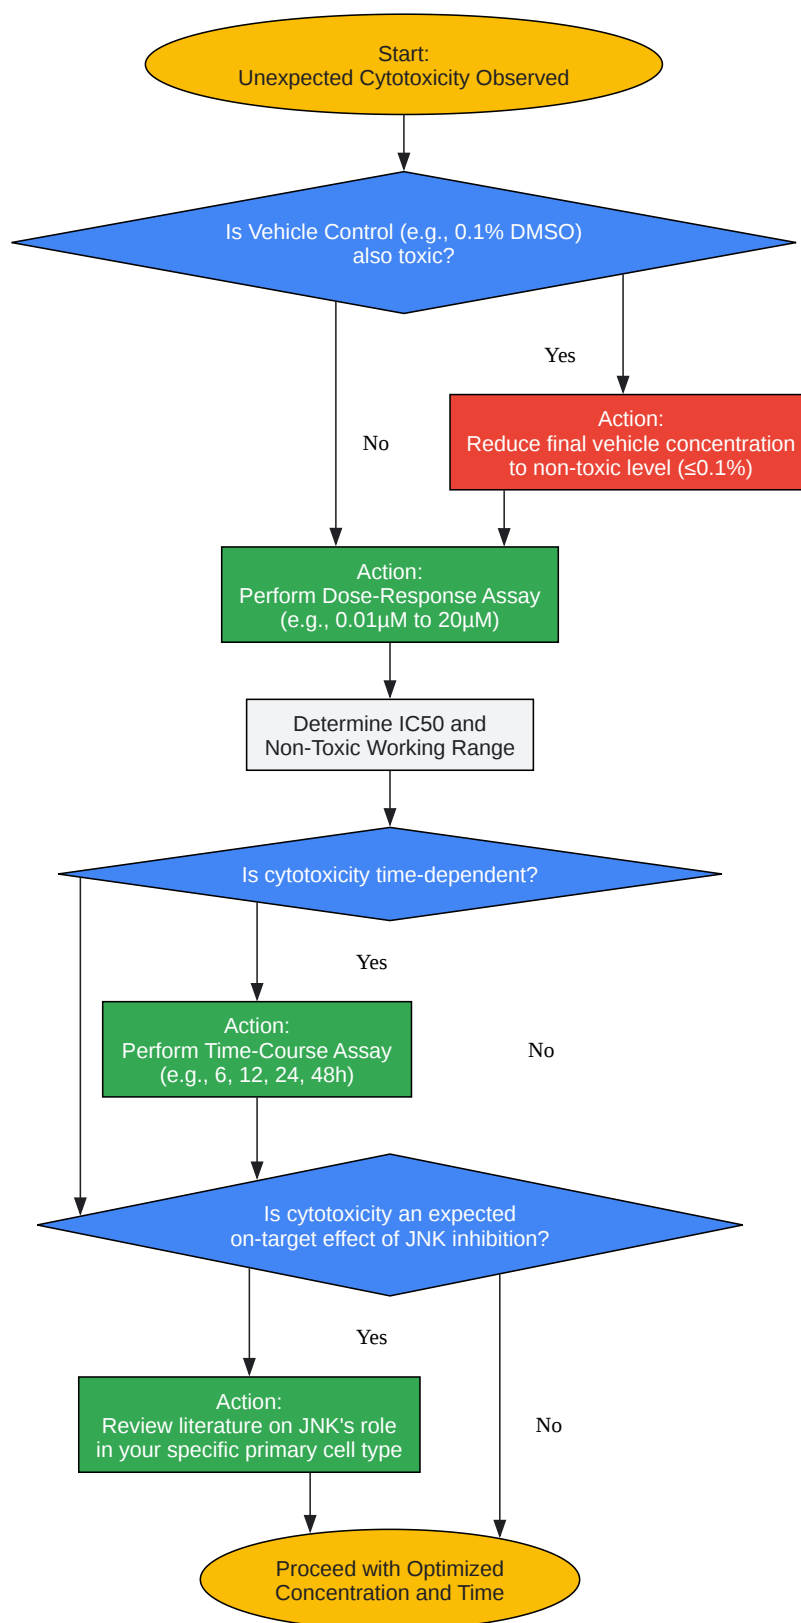 Start:
Unexpected Cytotoxicity Observed
Is Vehicle Control (e.g., 0.1% DMSO)
also toxic?
Yes
Action:
Reduce final vehicle concentration
to non-toxic level (≤0.1%)
No
Action:
Perform Dose-Response Assay
(e.g., 0.01µM to 20µM)
Determine IC50 and
Non-Toxic Working Range
Is cytotoxicity time-dependent?
Yes
Action:
Perform Time-Course Assay
(e.g., 6, 12, 24, 48h)
No
Is cytotoxicity an expected
on-target effect of JNK inhibition?
Yes
Action:
Review literature on JNK's role
in your specific primary cell type
No
Proceed with Optimized
Concentration and Time